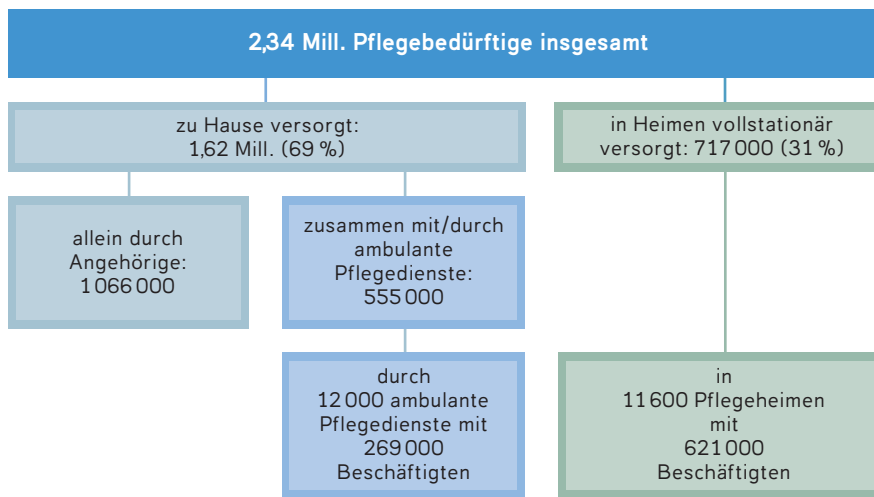 2,34 Mill. Pflegebedürftige insgesamt
zu Hause versorgt:
1,62 Mill. (69 %)
in Heimen vollstationär
versorgt: 717 000 (31 %)
allein durch
Angehörige:
1 066 000
zusammen mit/durch
ambulante
Pflegedienste:
555 000
durch
12 000 ambulante
Pflegedienste mit
269 000
Beschäftigten
in
11 600 Pflegeheimen
mit
621 000
Beschäftigten